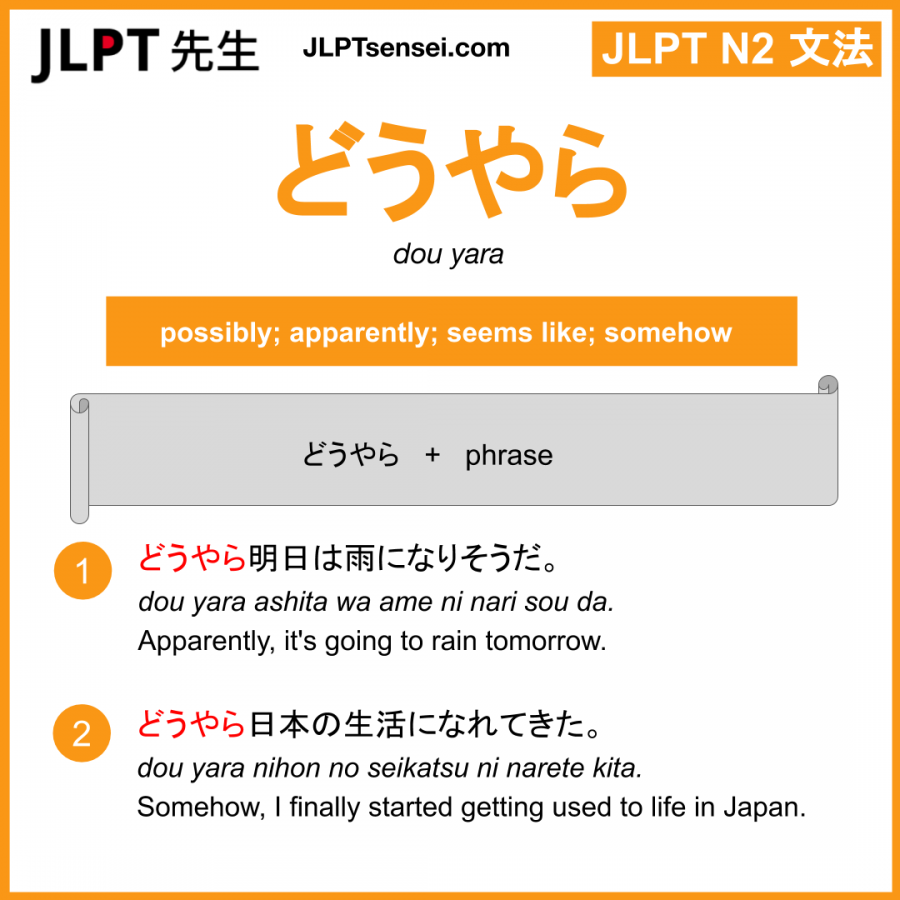 JLPT 先生
JLPTsensei.com
JLPT N2 文法
どうやら
dou yara
possibly; apparently; seems like; somehow
どうやら + phrase
1
どうやら明日は雨になりそうだ。
dou yara ashita wa ame ni nari sou da.
Apparently, it's going to rain tomorrow.
2
どうやら日本の生活になれてきた。
dou yara nihon no seikatsu ni narete kita.
Somehow, I finally started getting used to life in Japan.